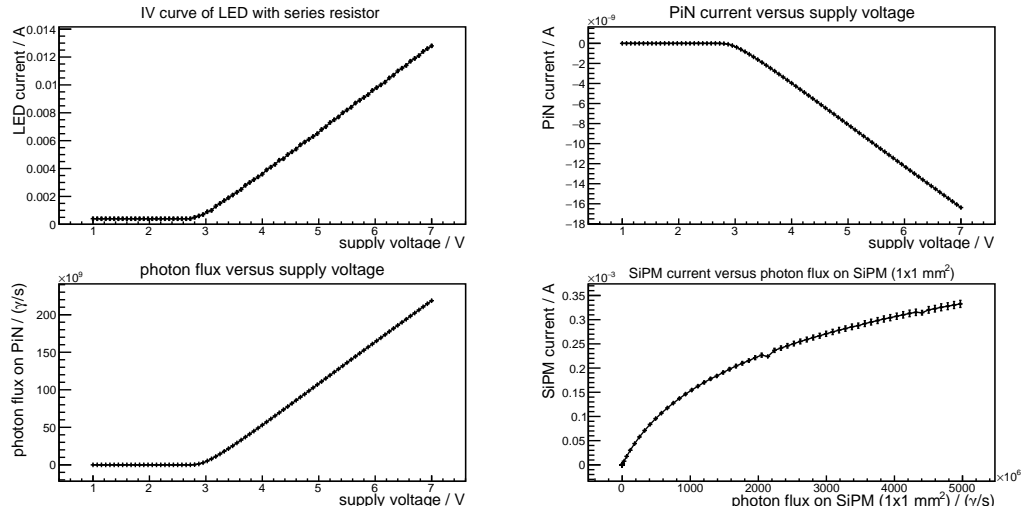 IV curve of LED with series resistor
LED current / A
0.014
0.012
0.01
0.008
0.006
0.004
0.002
0
1 2 3 4 5 6 7
supply voltage / V
PiN current versus supply voltage
×10⁻⁹
PiN current / A
0
−2
−4
−6
−8
−10
−12
−14
−16
−18
1 2 3 4 5 6 7
supply voltage / V
photon flux versus supply voltage
×10⁹
photon flux on PiN / (γ/s)
200
150
100
50
0
1 2 3 4 5 6 7
supply voltage / V
SiPM current versus photon flux on SiPM (1x1 mm²)
×10⁻³
SiPM current / A
0.35
0.3
0.25
0.2
0.15
0.1
0.05
0
0 1000 2000 3000 4000 5000
×10⁶
photon flux on SiPM (1x1 mm²) / (γ/s)